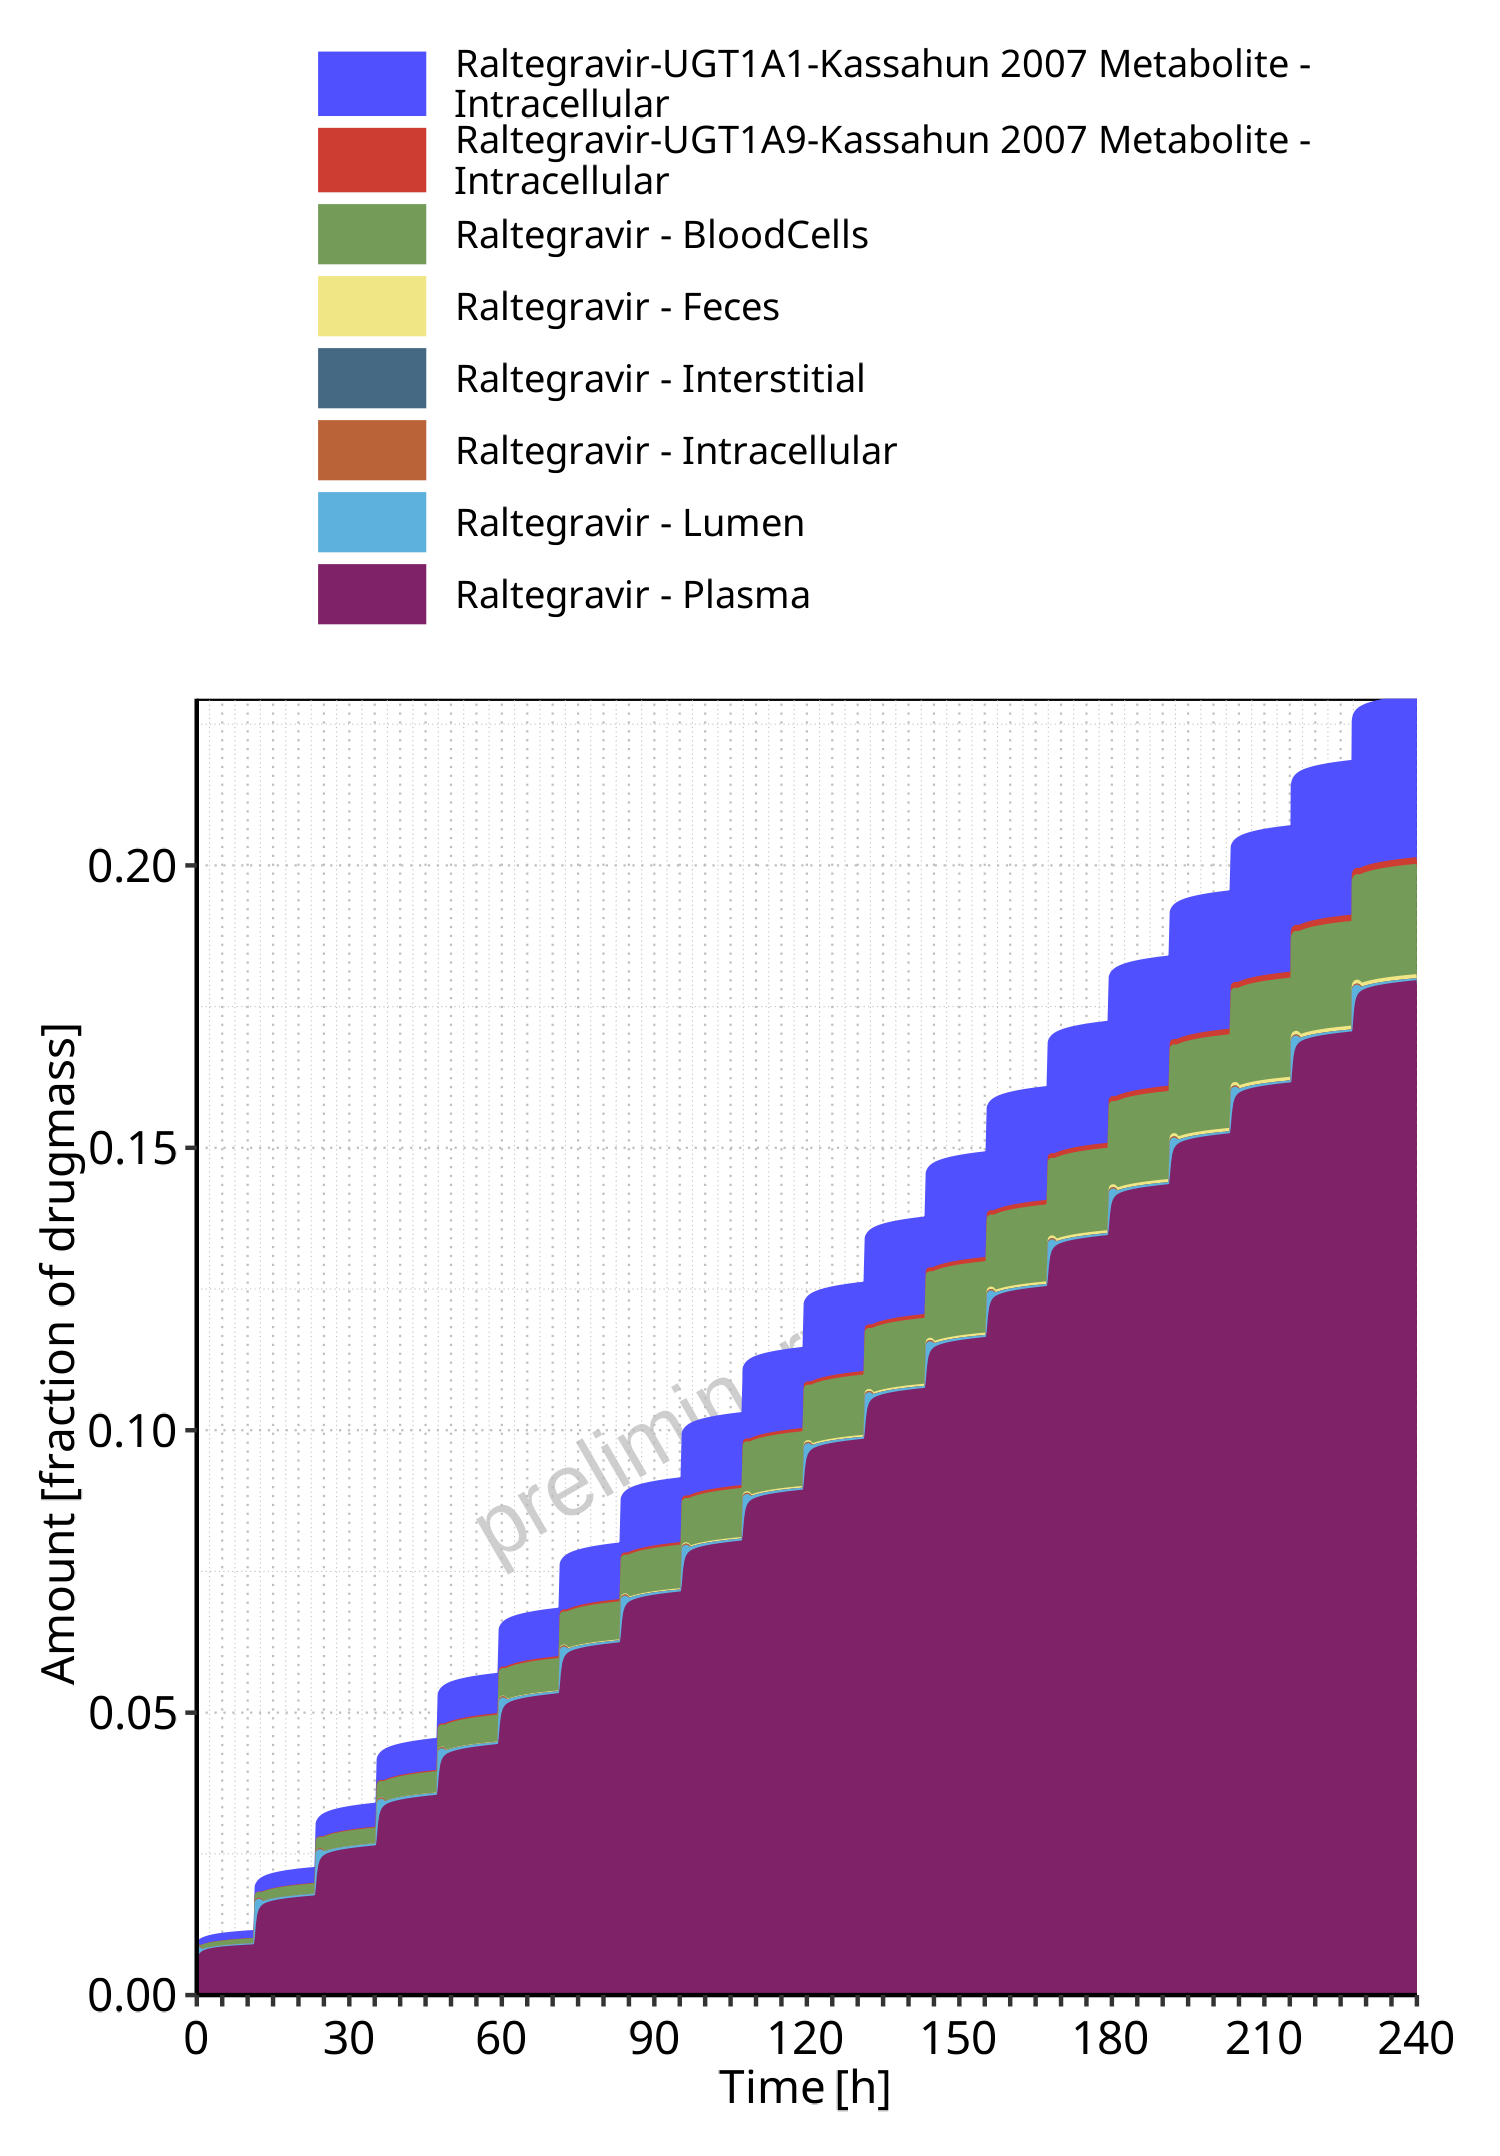 Raltegravir-UGT1A1-Kassahun 2007 Metabolite -
Intracellular
Raltegravir-UGT1A9-Kassahun 2007 Metabolite -
Intracellular
Raltegravir - BloodCells
Raltegravir - Feces
Raltegravir - Interstitial
Raltegravir - Intracellular
Raltegravir - Lumen
Raltegravir - Plasma
Amount [fraction of drugmass]
0.20
0.15
0.10
0.05
0.00
0 30 60 90 120 150 180 210 240
Time [h]